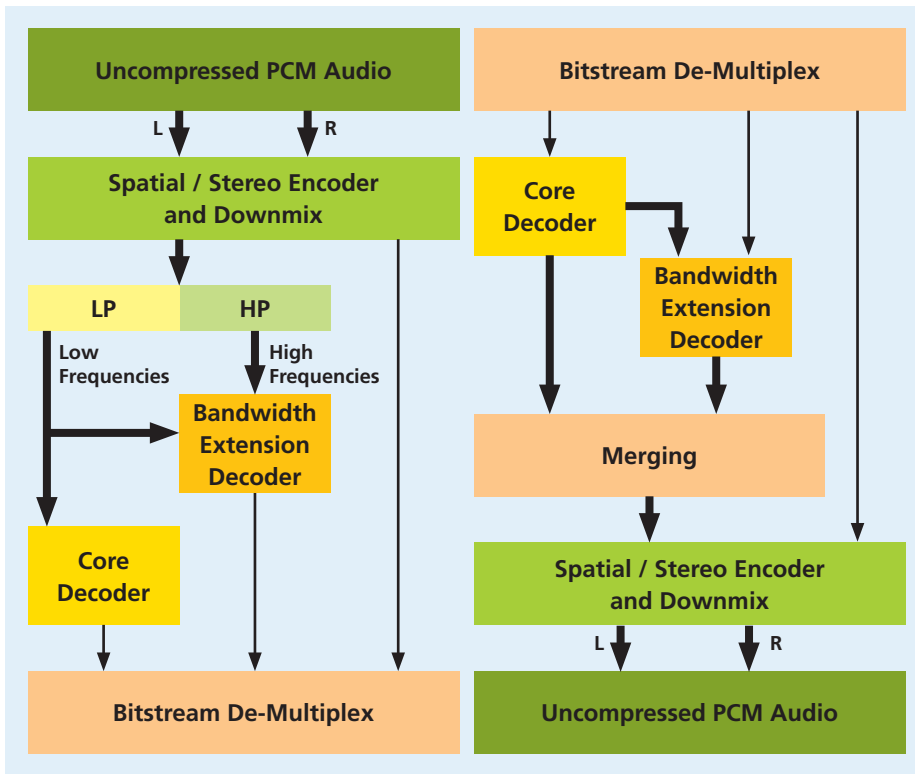 Uncompressed PCM Audio
L
R
Spatial / Stereo Encoder
and Downmix
LP
HP
Low
Frequencies
High
Frequencies
Bandwidth
Extension
Decoder
Core
Decoder
Bitstream De-Multiplex
Bitstream De-Multiplex
Core
Decoder
Bandwidth
Extension
Decoder
Merging
Spatial / Stereo Encoder
and Downmix
L
R
Uncompressed PCM Audio